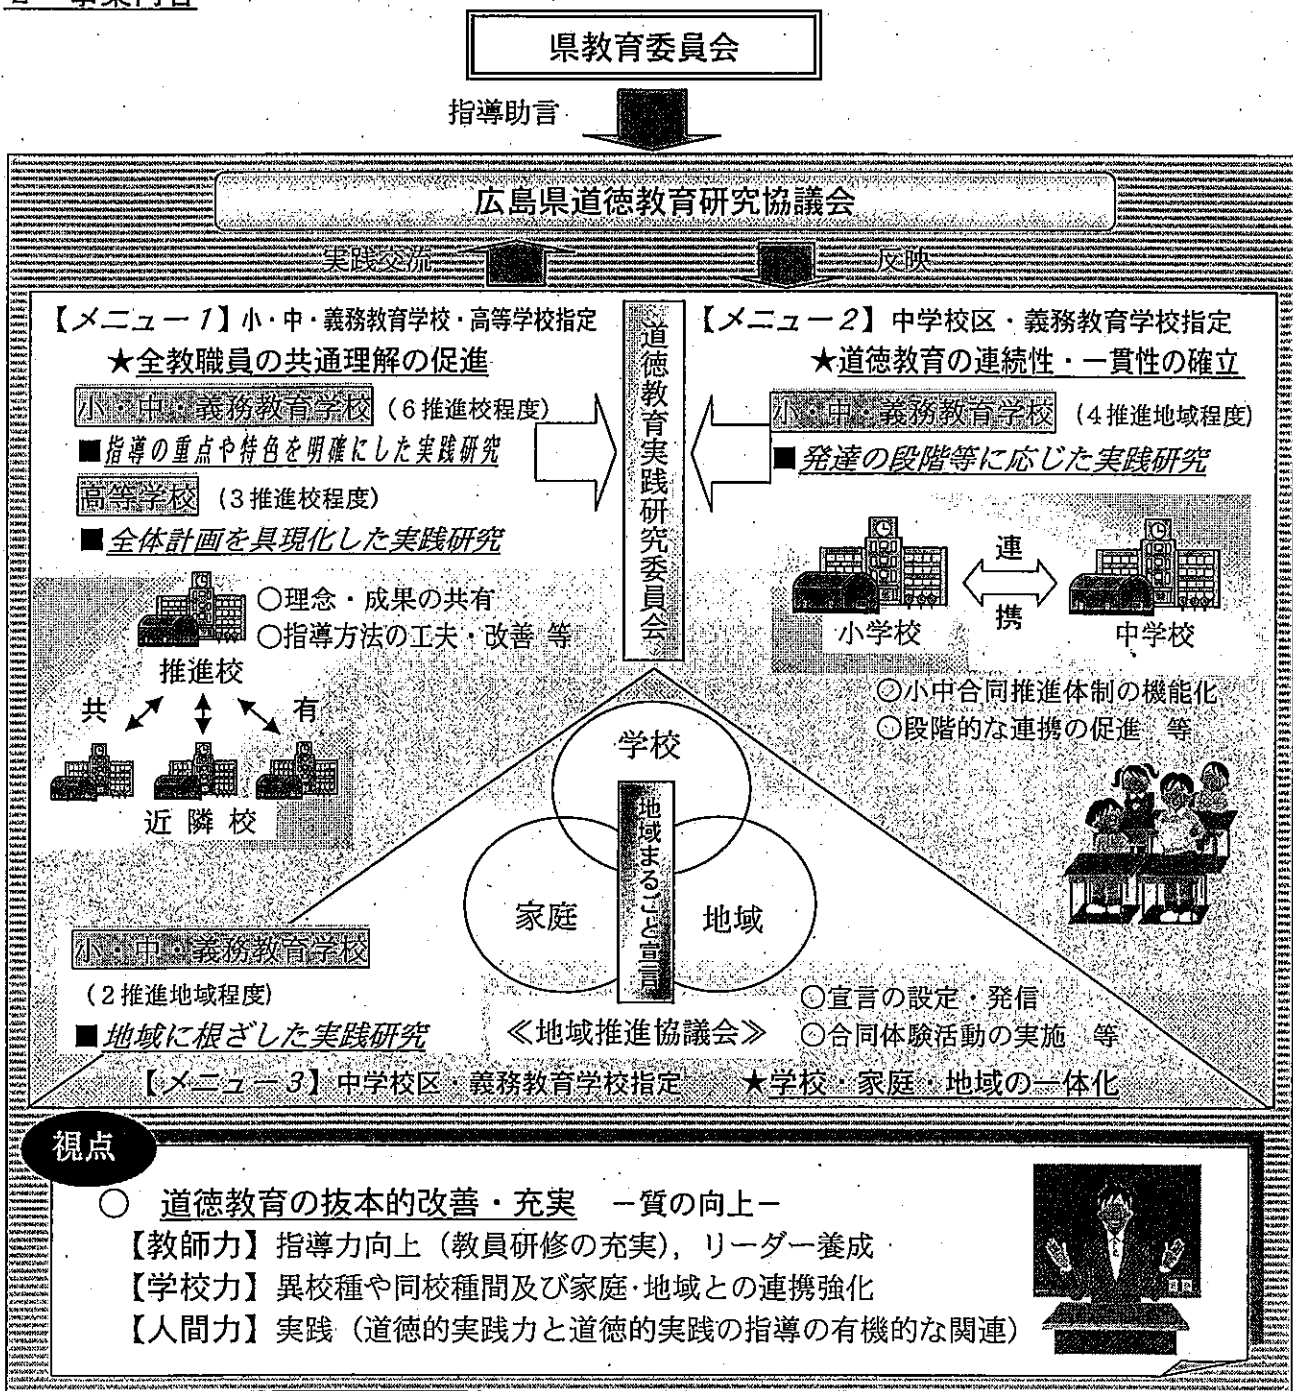 県教育委員会
指導助言
広島県道徳教育研究協議会
実践交流
反映
【メニュー1】小・中・義務教育学校・高等学校指定
★全教職員の共通理解の促進
小・中・義務教育学校（6推進校程度）
■指導の重点や特色を明確にした実践研究
高等学校（3推進校程度）
■全体計画を具現化した実践研究
○理念・成果の共有
○指導方法の工夫・改善 等
推進校
共 有
近隣校
道徳教育実践研究委員会
【メニュー2】中学校区・義務教育学校指定
★道徳教育の連続性・一貫性の確立
小・中・義務教育学校（4推進地域程度）
■発達の段階等に応じた実践研究
連携
小学校
中学校
○小中合同推進体制の機能化
○段階的な連携の促進 等
学校
家庭
地域
地域まるごと宣言
小・中・義務教育学校
（2推進地域程度）
■地域に根ざした実践研究
≪地域推進協議会≫
○宣言の設定・発信
○合同体験活動の実施 等
【メニュー3】中学校区・義務教育学校指定 ★学校・家庭・地域の一体化
視点
○ 道徳教育の抜本的改善・充実 －質の向上－
【教師力】指導力向上（教員研修の充実），リーダー養成
【学校力】異校種や同校種間及び家庭・地域との連携強化
【人間力】実践（道徳的実践力と道徳的実践の指導の有機的な関連）